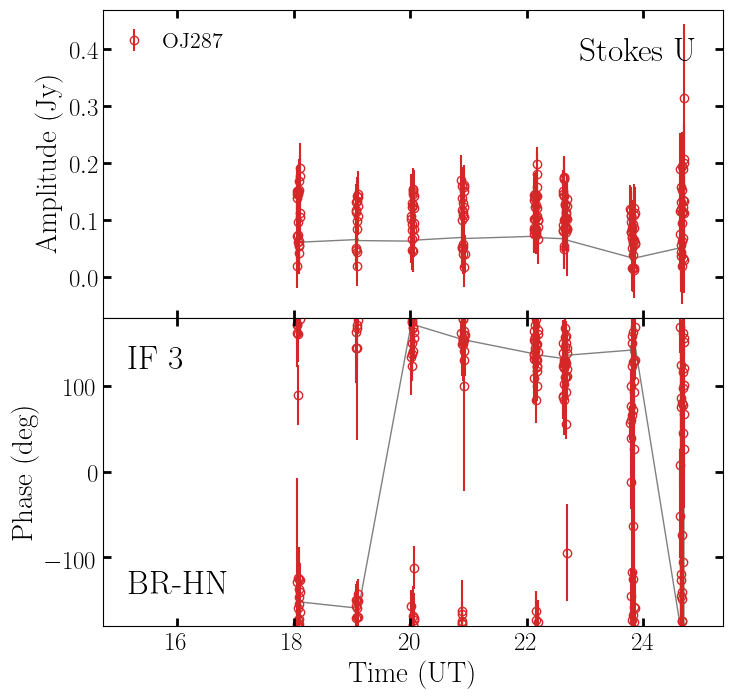 OJ287
Stokes U
Amplitude (Jy)
0.4
0.3
0.2
0.1
0.0
IF 3
BR-HN
Phase (deg)
100
0
−100
16 18 20 22 24
Time (UT)